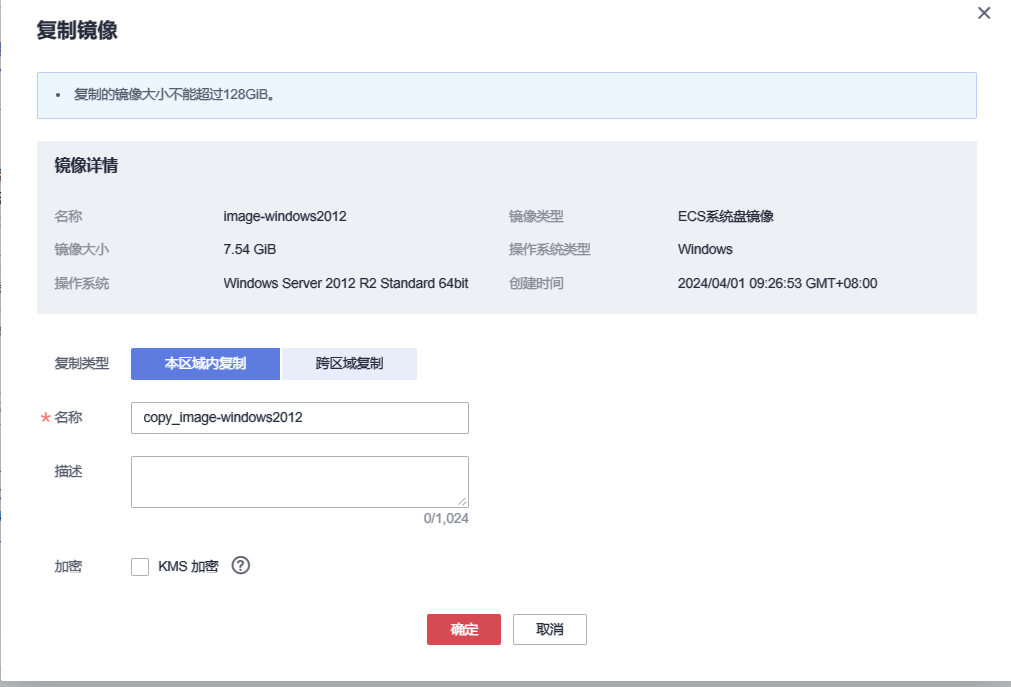 复制镜像
• 复制的镜像大小不能超过128GiB。
镜像详情
名称 image-windows2012 镜像类型 ECS系统盘镜像
镜像大小 7.54 GiB 操作系统类型 Windows
操作系统 Windows Server 2012 R2 Standard 64bit 创建时间 2024/04/01 09:26:53 GMT+08:00
复制类型 本区域内复制 跨区域复制
* 名称 copy_image-windows2012
描述
0/1,024
加密 KMS 加密 ?
确定 取消